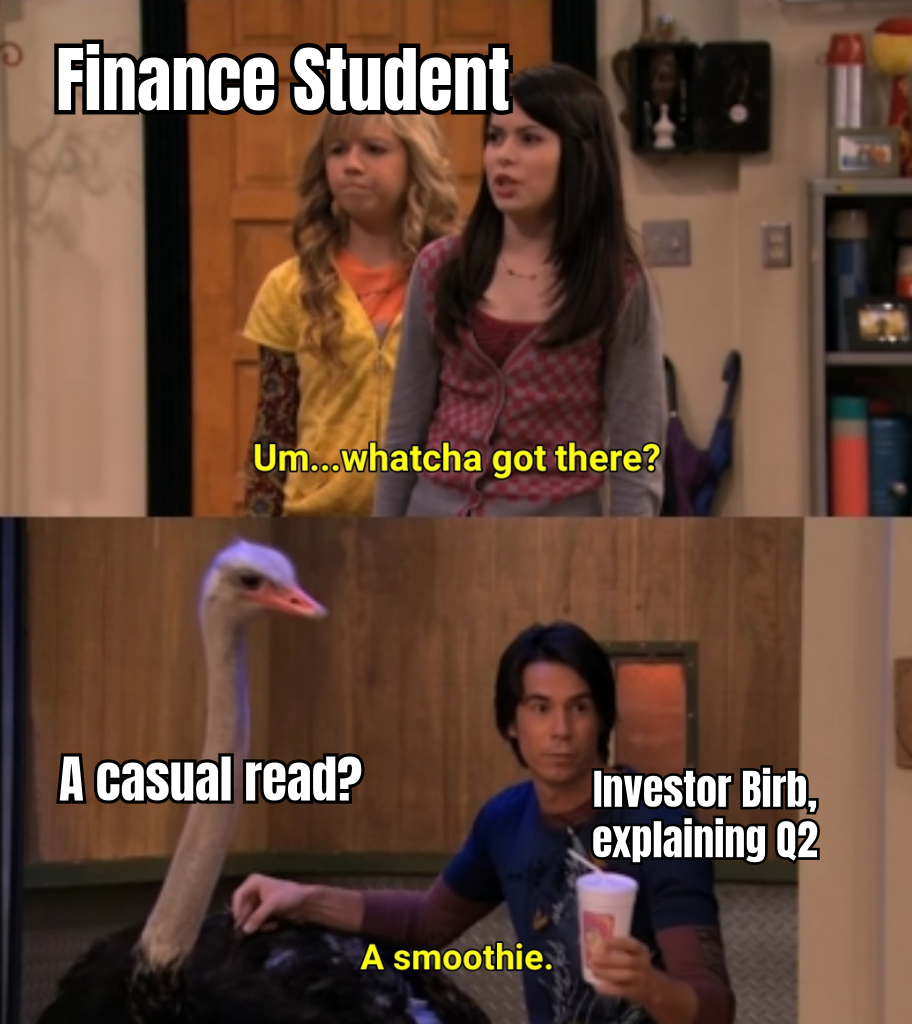 Finance Student
Um...whatcha got there?
A casual read?
Investor Birb,
explaining Q2
A smoothie.